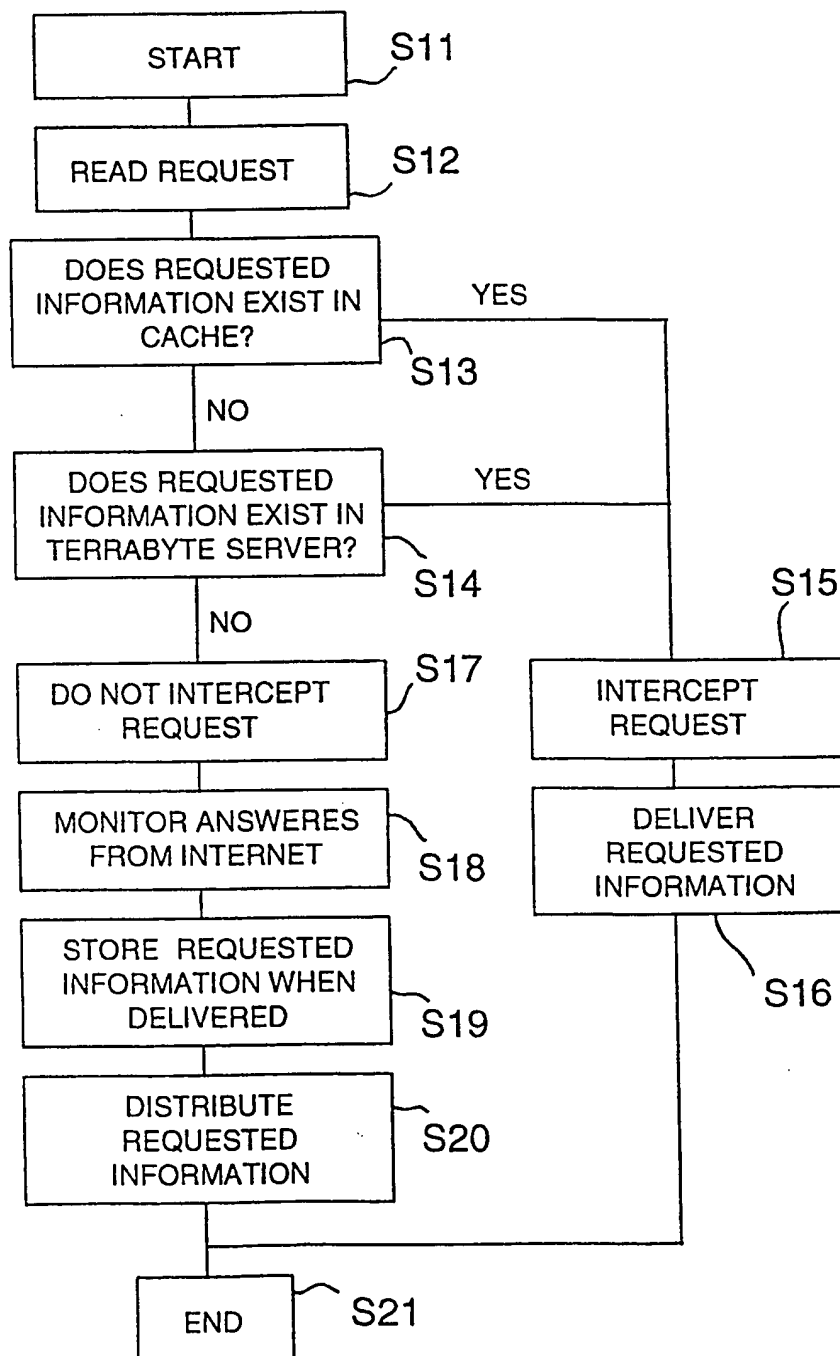 START
S11
READ REQUEST
S12
DOES REQUESTED
INFORMATION EXIST IN
CACHE?
YES
S13
NO
DOES REQUESTED
INFORMATION EXIST IN
TERRABYTE SERVER?
YES
S14
NO
S15
INTERCEPT
REQUEST
DELIVER
REQUESTED
INFORMATION
S16
DO NOT INTERCEPT
REQUEST
S17
MONITOR ANSWERES
FROM INTERNET
S18
STORE REQUESTED
INFORMATION WHEN
DELIVERED
S19
DISTRIBUTE
REQUESTED
INFORMATION
S20
END
S21